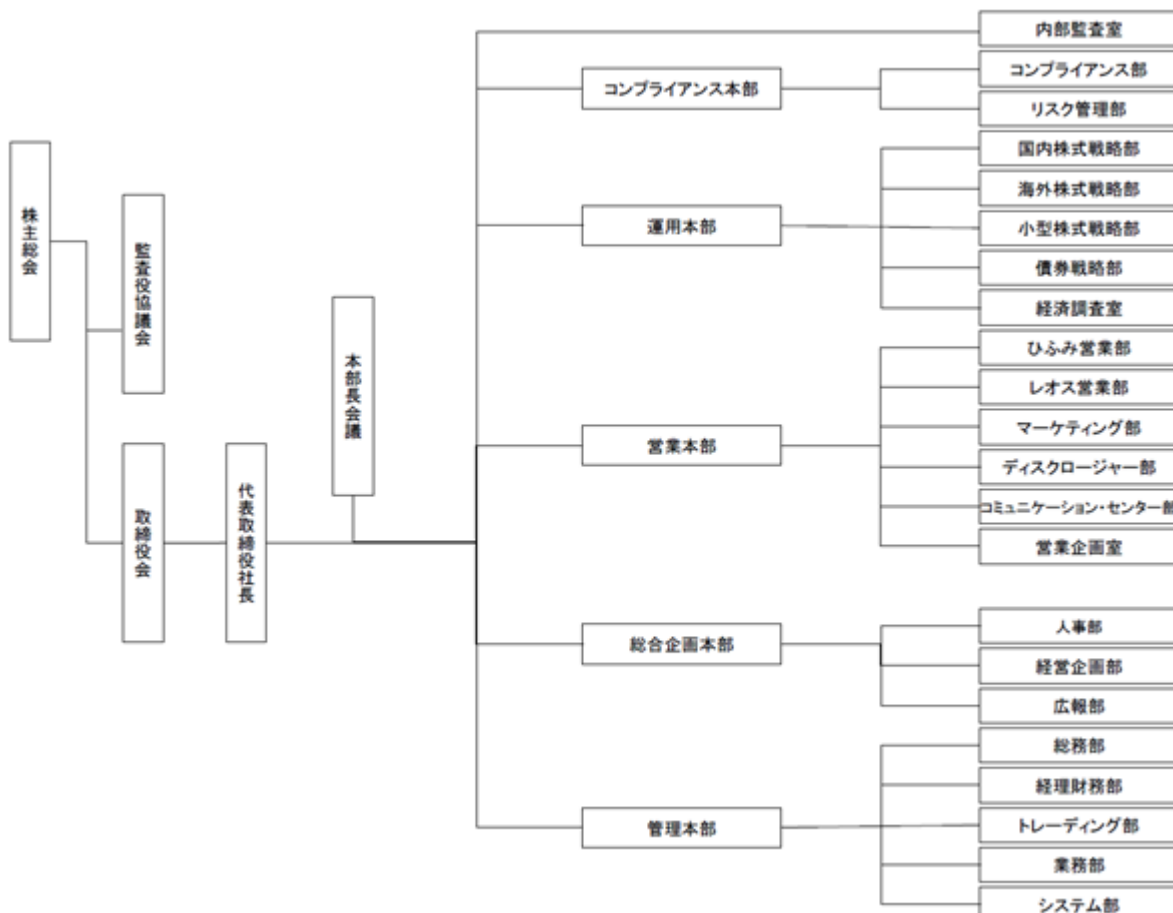 株主総会
監査役協議会
取締役会
代表取締役社長
本部長会議
内部監査室
コンプライアンス本部
コンプライアンス部
リスク管理部
運用本部
国内株式戦略部
海外株式戦略部
小型株式戦略部
債券戦略部
経済調査室
営業本部
ひふみ営業部
レオス営業部
マーケティング部
ディスクロージャー部
コミュニケーション・センター部
営業企画室
総合企画本部
人事部
経営企画部
広報部
管理本部
総務部
経理財務部
トレーディング部
業務部
システム部